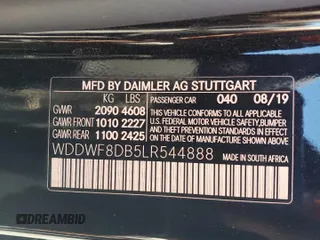 MFD BY DAIMLER AG STUTTGART
KG LBS PASSENGER CAR 040 08/19
GVWR 2090 4608
GAWR FRONT 1010 2227
GAWR REAR 1100 2425
THIS VEHICLE CONFORMS TO ALL APPLICABLE
U.S. FEDERAL MOTOR VEHICLE SAFETY, BUMPER,
AND THEFT PREVENTION STANDARDS IN EFFECT ON
THE DATE OF MANUFACTURE SHOWN ABOVE.
WDDWF8DB5LR544888
MADE IN SOUTH AFRICA
DREAMBID